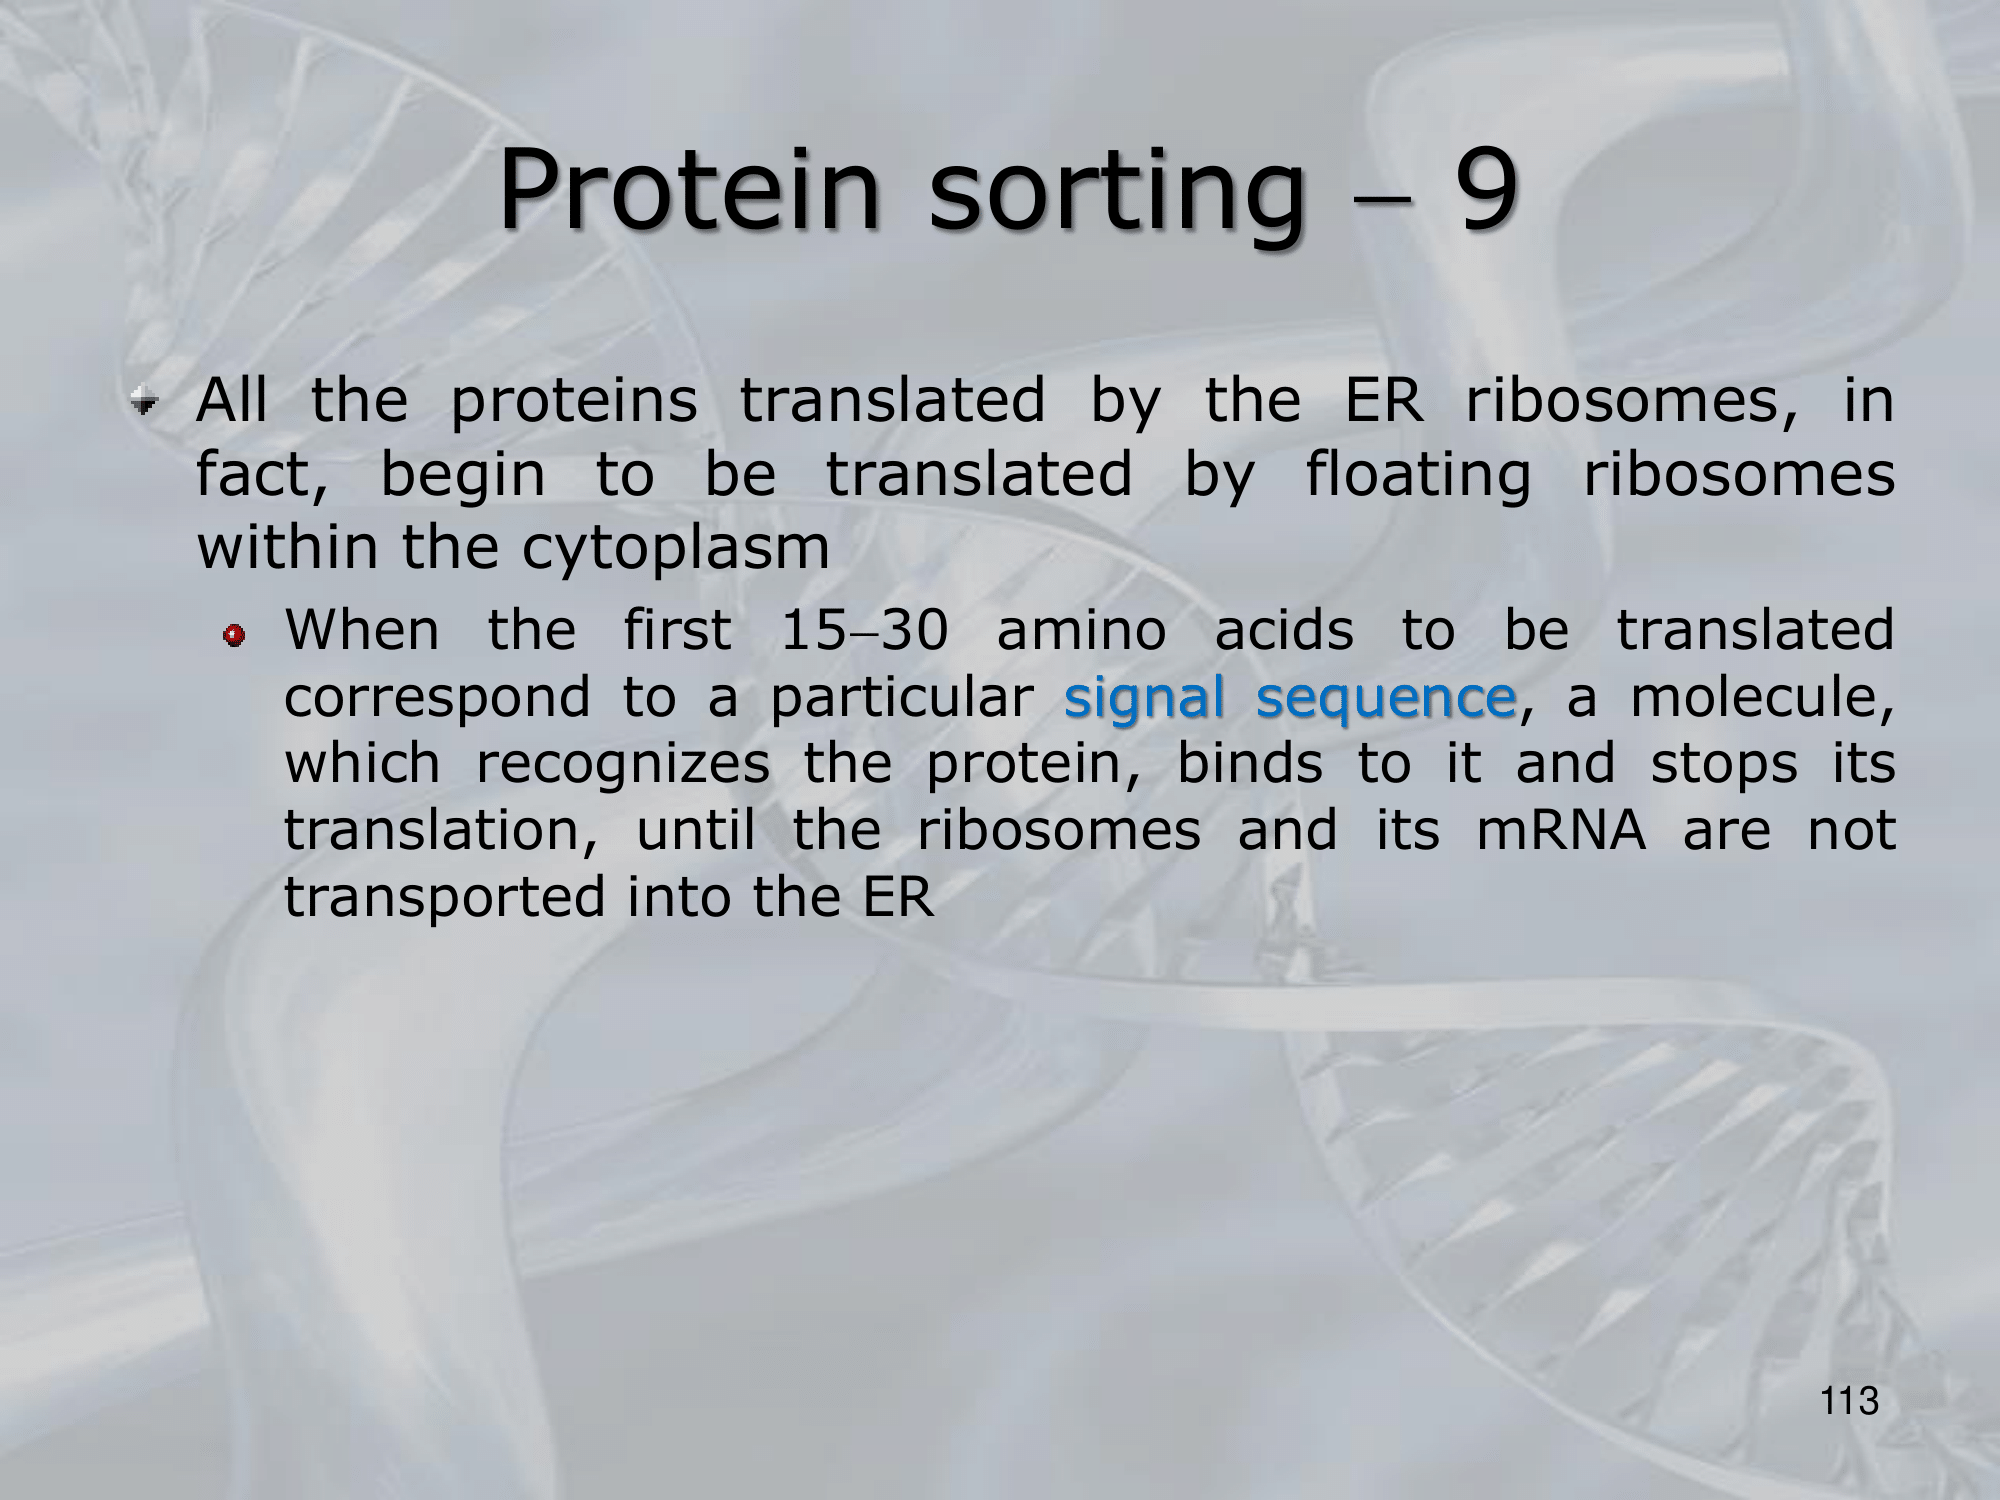 Protein sorting – 9
All the proteins translated by the ER ribosomes, in
fact, begin to be translated by floating ribosomes
within the cytoplasm
When the first 15–30 amino acids to be translated
correspond to a particular signal sequence, a molecule,
which recognizes the protein, binds to it and stops its
translation, until the ribosomes and its mRNA are not
transported into the ER
113